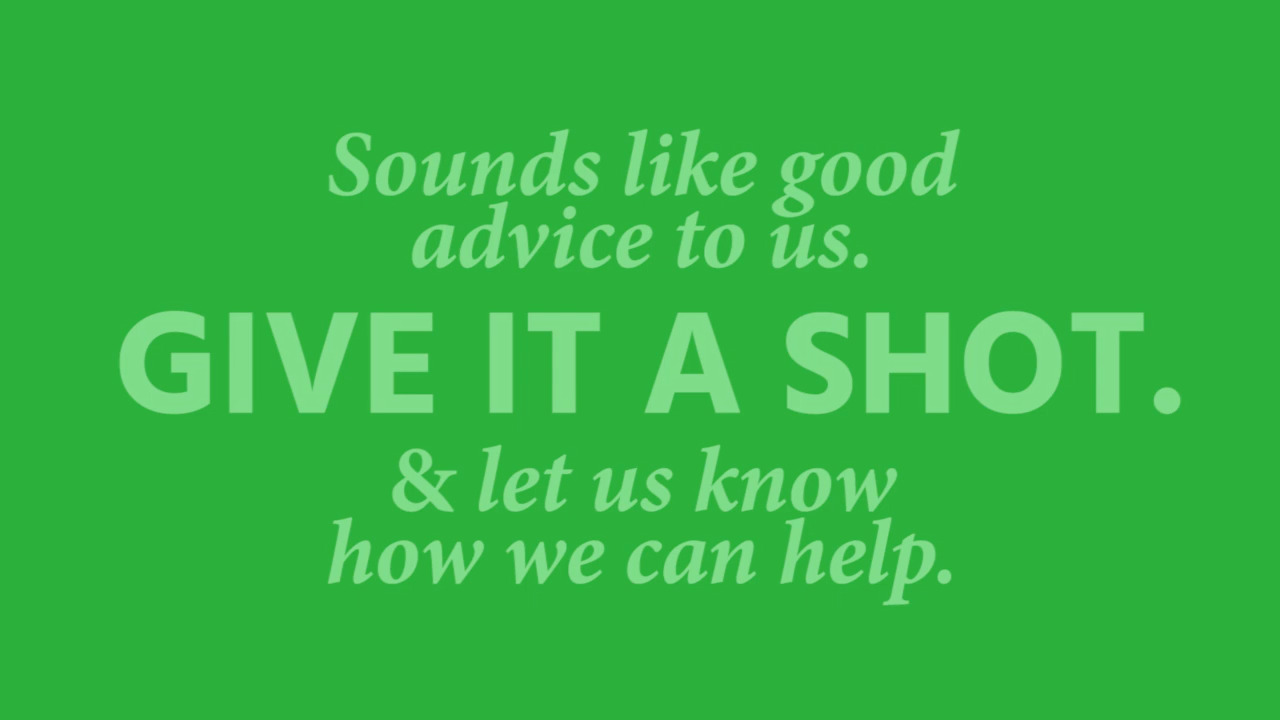 Sounds like good
advice to us.
GIVE IT A SHOT.
& let us know
how we can help.